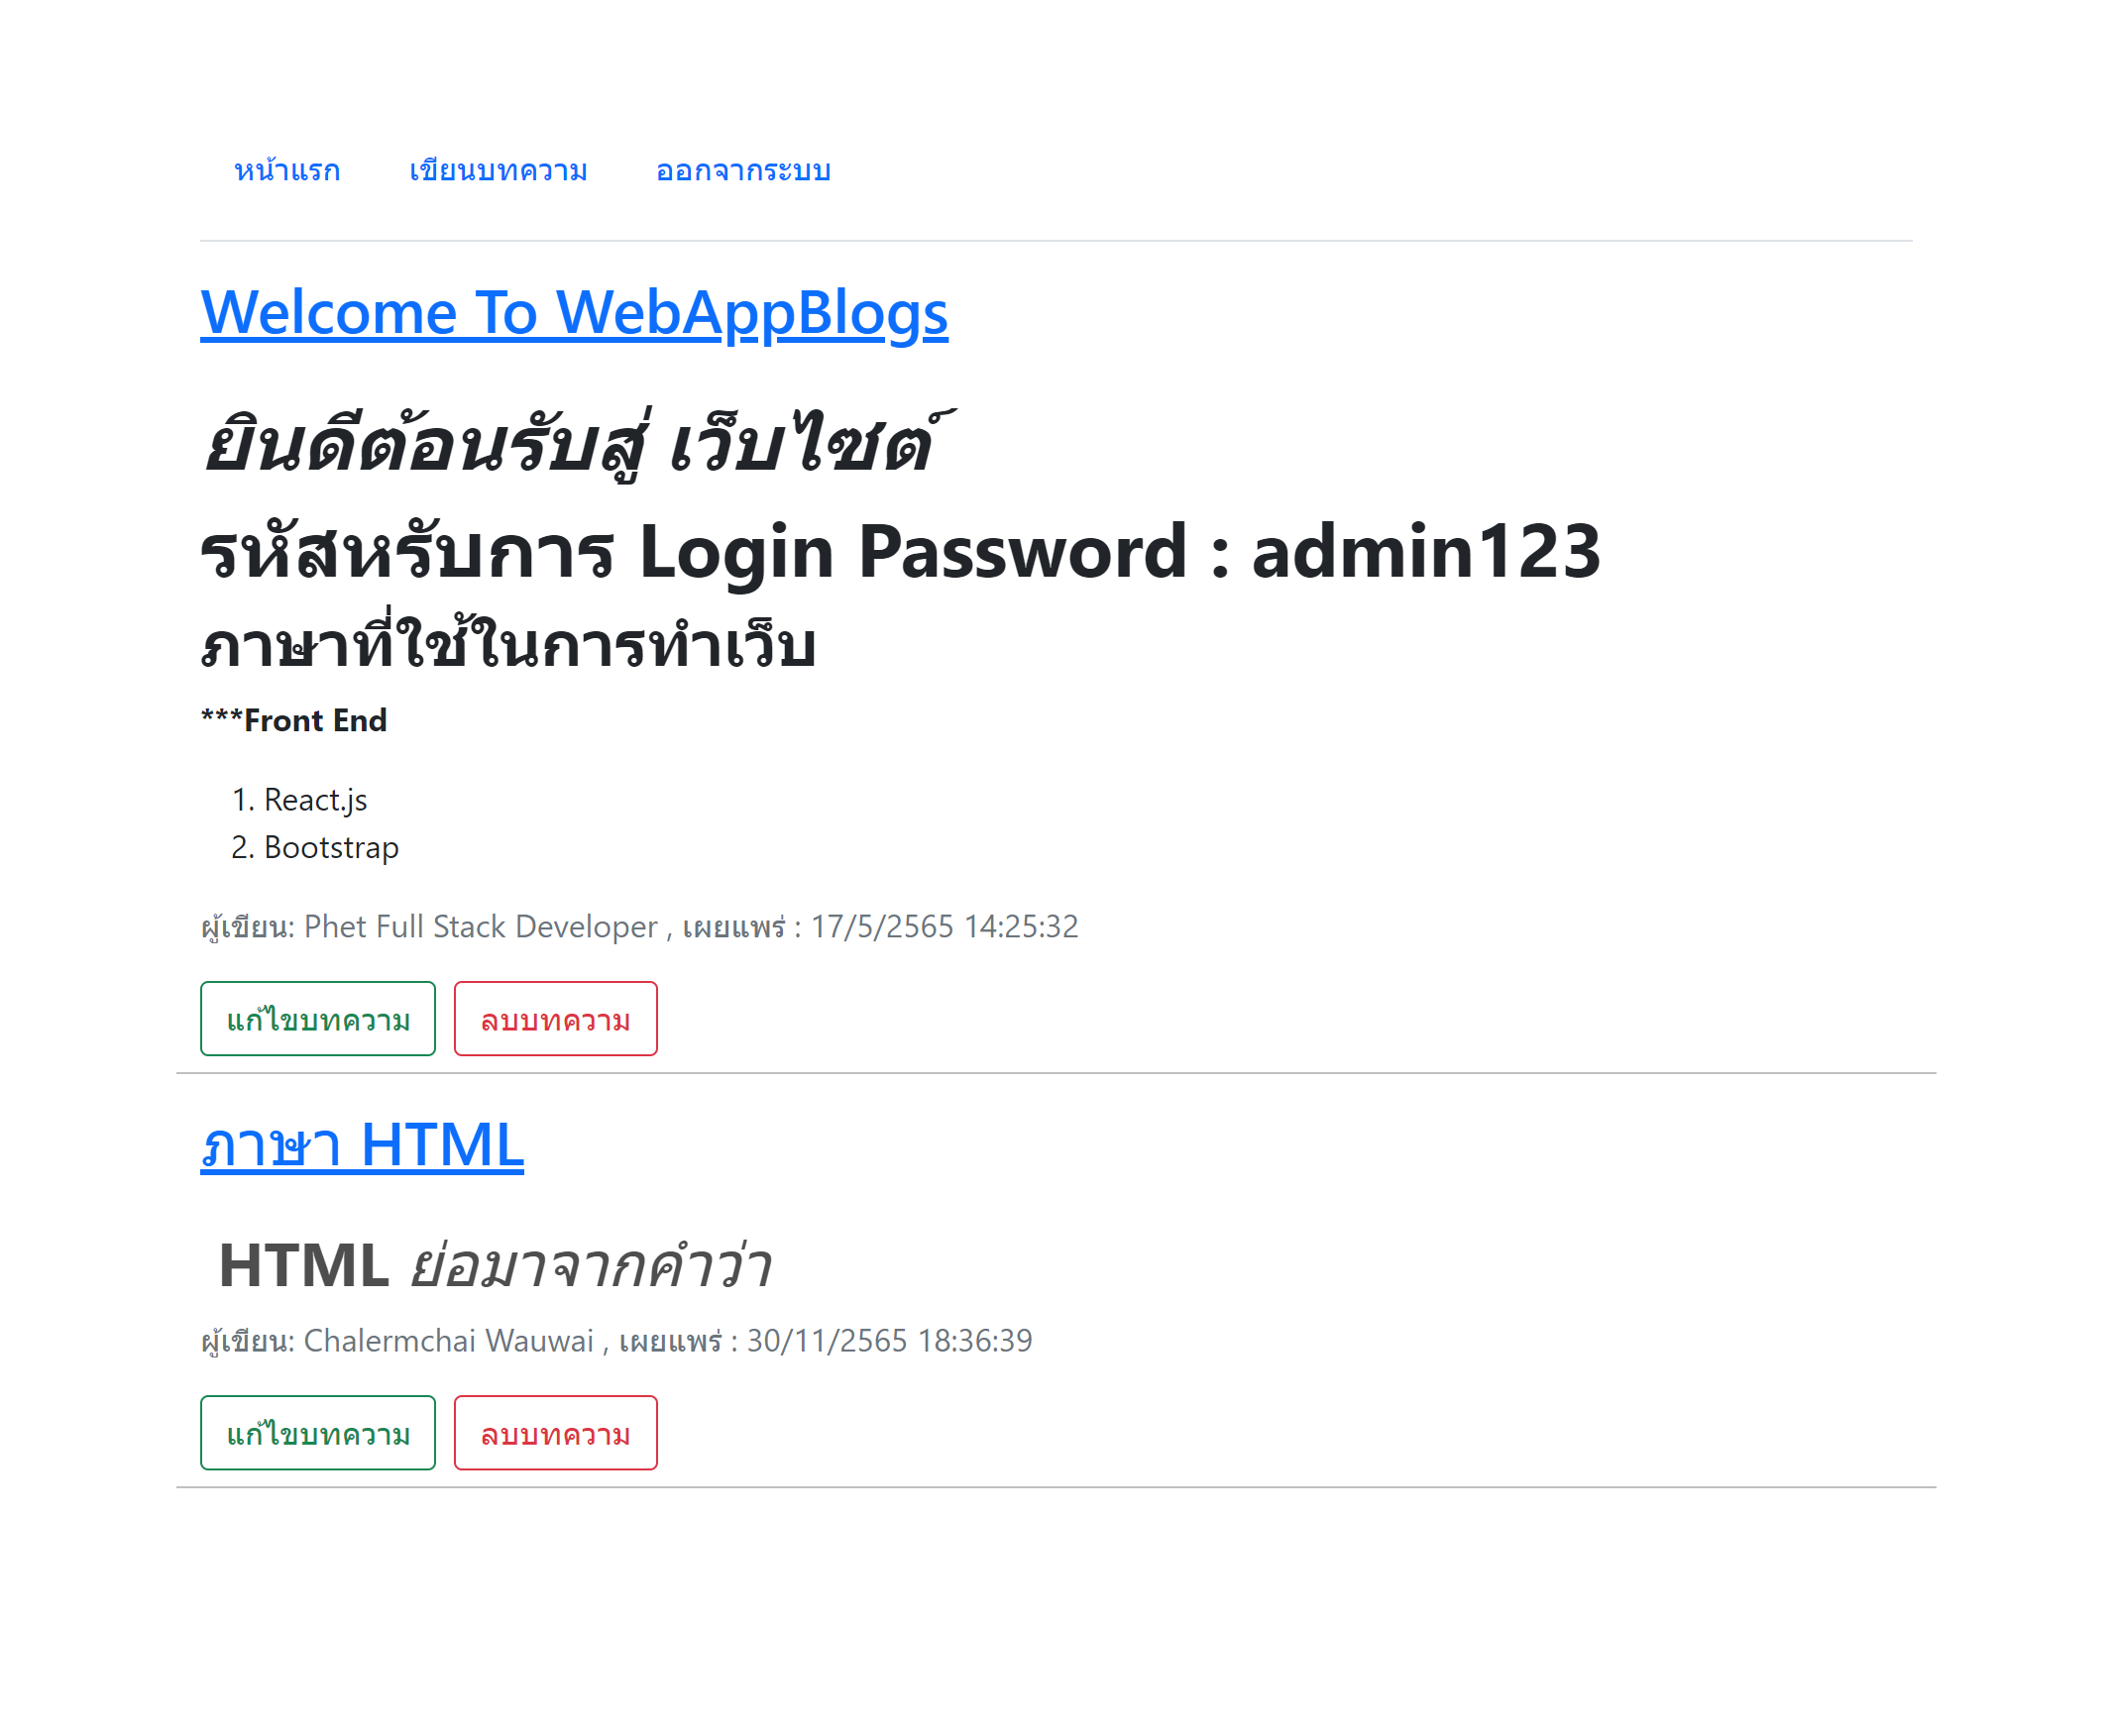 หน้าแรก เขียนบทความ ออกจากระบบ
Welcome To WebAppBlogs
ยินดีต้อนรับสู่ เว็บไซต์
รหัสหรับการ Login Password : admin123
ภาษาที่ใช้ในการทำเว็บ
***Front End
1. React.js
2. Bootstrap
ผู้เขียน: Phet Full Stack Developer , เผยแพร่ : 17/5/2565 14:25:32
แก้ไขบทความ ลบบทความ
ภาษา HTML
HTML ย่อมาจากคำว่า
ผู้เขียน: Chalermchai Wauwai , เผยแพร่ : 30/11/2565 18:36:39
แก้ไขบทความ ลบบทความ